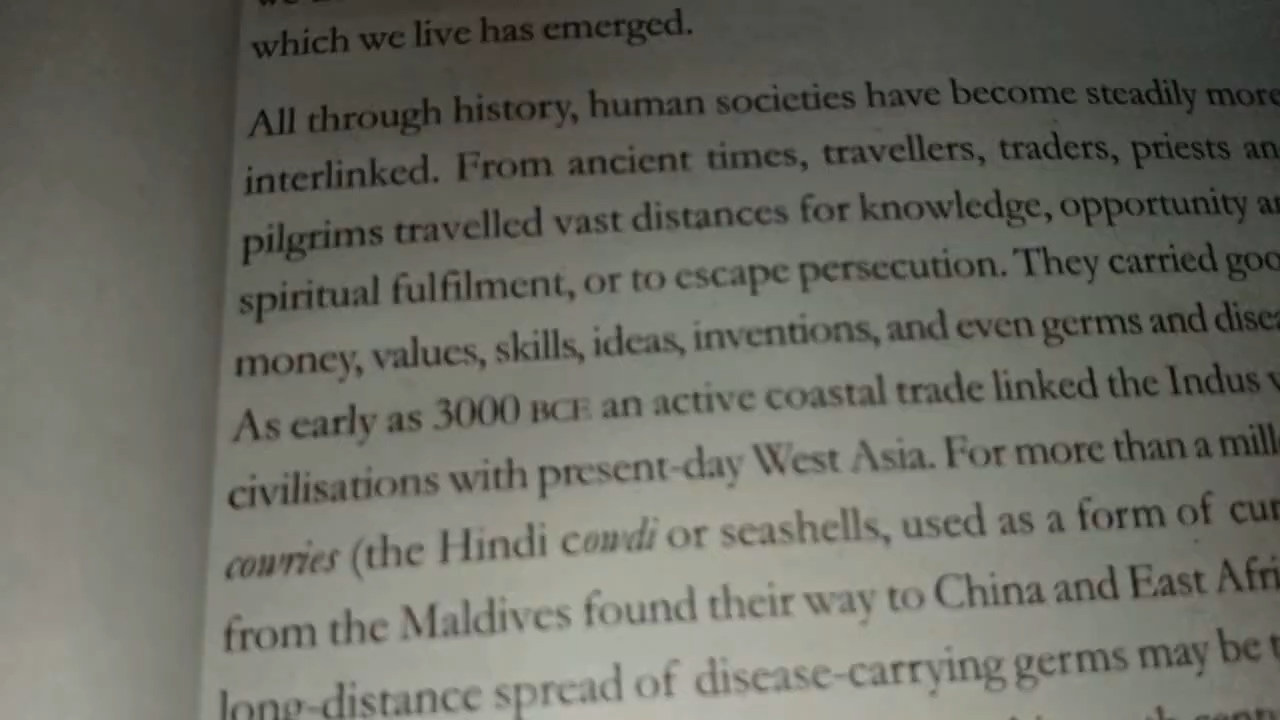 which we live has emerged.
All through history, human societies have become steadily more
interlinked. From ancient times, travellers, traders, priests an
pilgrims travelled vast distances for knowledge, opportunity a
spiritual fulfilment, or to escape persecution. They carried goo
money, values, skills, ideas, inventions, and even germs and disea
As early as 3000 BCE an active coastal trade linked the Indus v
civilisations with present-day West Asia. For more than a mill
cowries (the Hindi cowdi or seashells, used as a form of cur
from the Maldives found their way to China and East Afri
long-distance spread of disease-carrying germs may be t